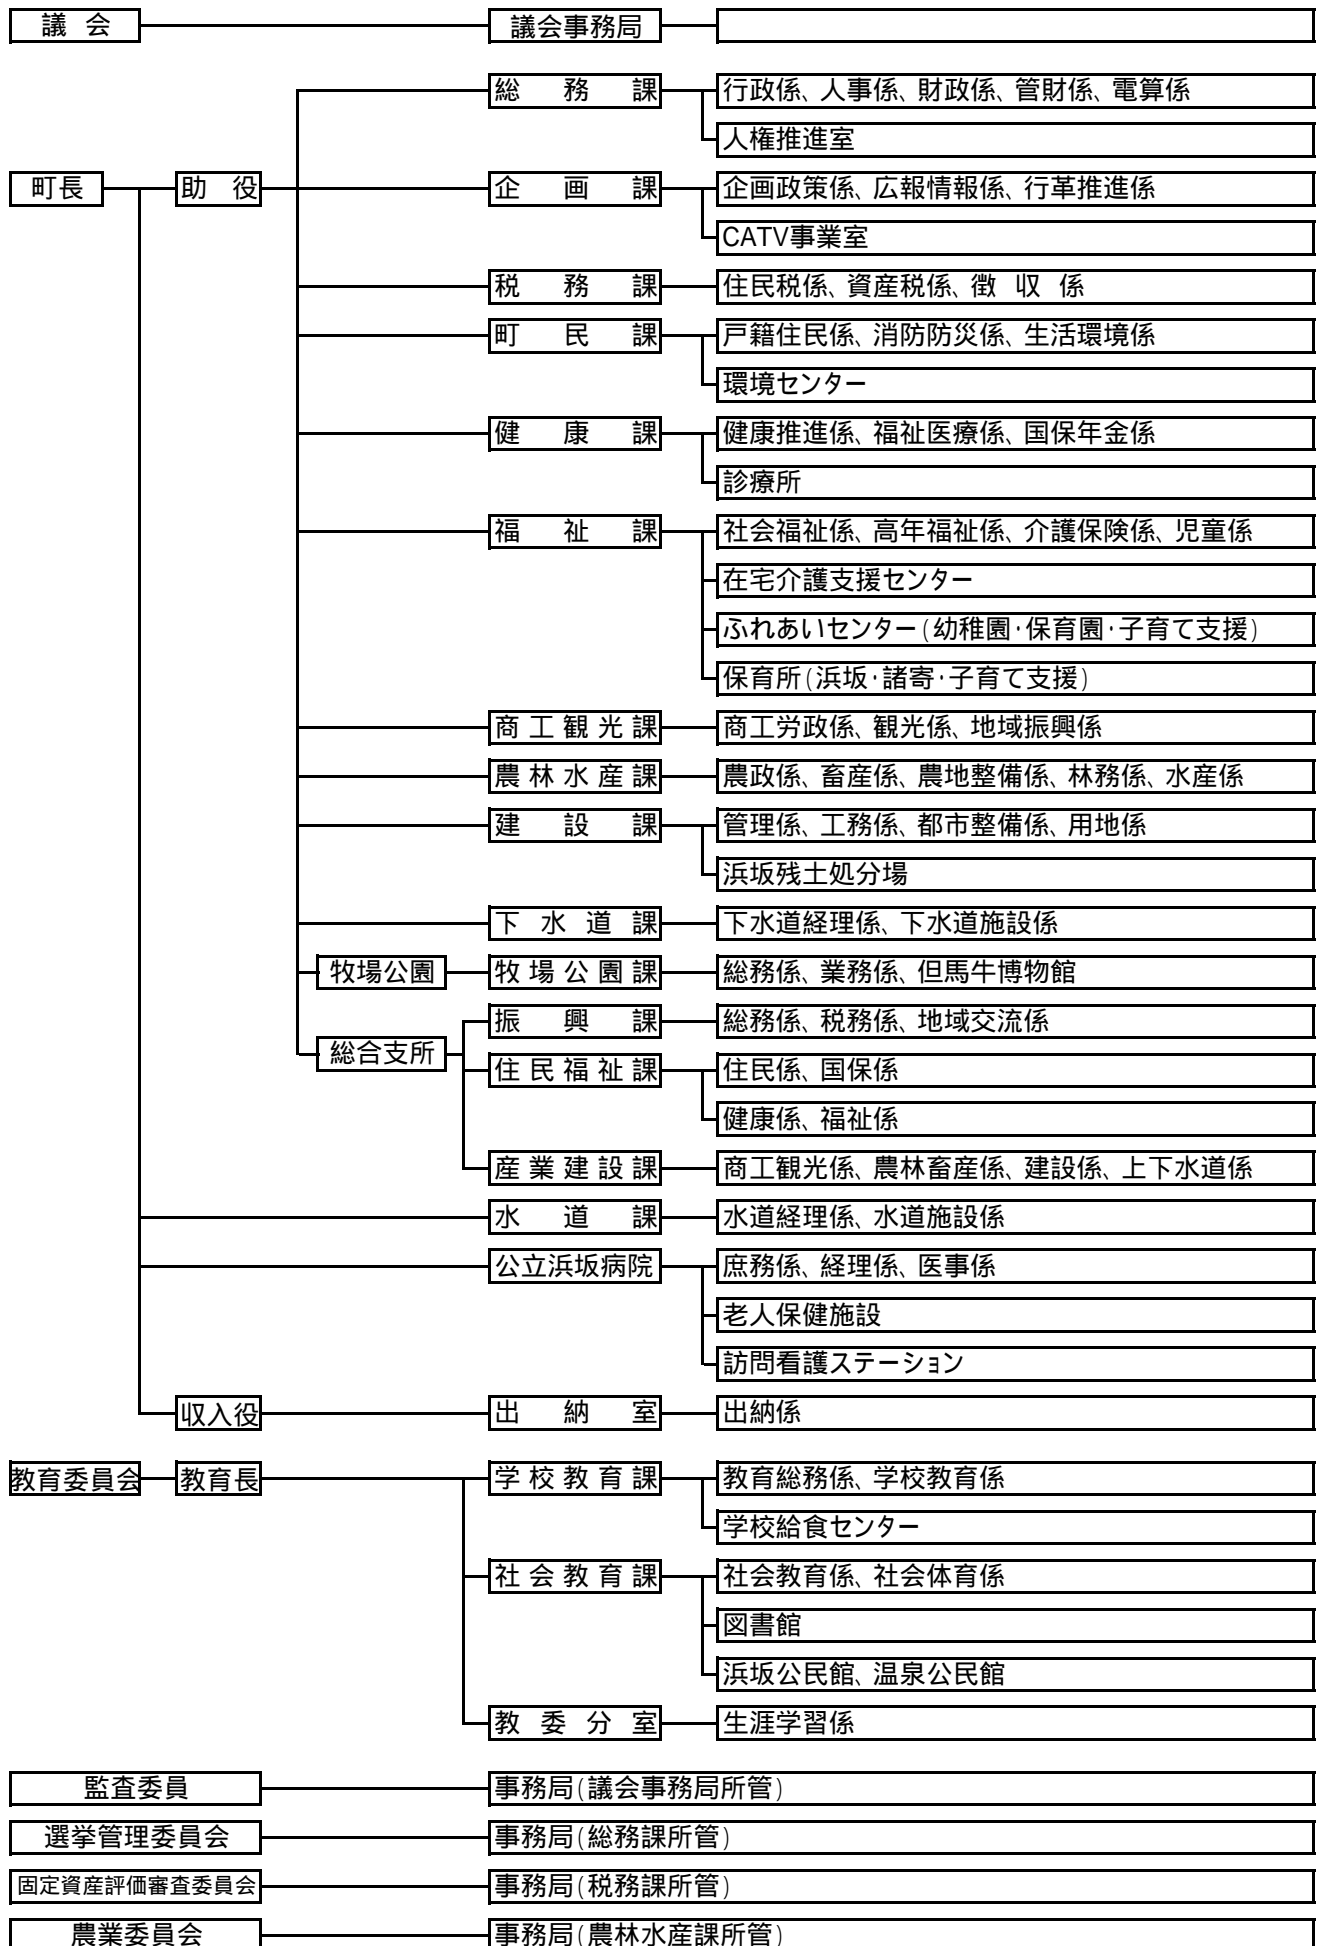 議 会 議会事務局
総 務 課 行政係、人事係、財政係、管財係、電算係
人権推進室
町長 助 役 企 画 課 企画政策係、広報情報係、行革推進係
CATV事業室
税 務 課 住民税係、資産税係、徴 収 係
町 民 課 戸籍住民係、消防防災係、生活環境係
環境センター
健 康 課 健康推進係、福祉医療係、国保年金係
診療所
福 祉 課 社会福祉係、高年福祉係、介護保険係、児童係
在宅介護支援センター
ふれあいセンター(幼稚園・保育園・子育て支援)
保育所(浜坂・諸寄・子育て支援)
商工観光課 商工労政係、観光係、地域振興係
農林水産課 農政係、畜産係、農地整備係、林務係、水産係
建 設 課 管理係、工務係、都市整備係、用地係
浜坂残土処分場
下 水 道 課 下水道経理係、下水道施設係
牧場公園 牧場公園課 総務係、業務係、但馬牛博物館
振 興 課 総務係、税務係、地域交流係
総合支所
住民福祉課 住民係、国保係
健康係、福祉係
産業建設課 商工観光係、農林畜産係、建設係、上下水道係
水 道 課 水道経理係、水道施設係
公立浜坂病院 庶務係、経理係、医事係
老人保健施設
訪問看護ステーション
収入役 出 納 室 出納係
教育委員会 教育長 学校教育課 教育総務係、学校教育係
学校給食センター
社会教育課 社会教育係、社会体育係
図書館
浜坂公民館、温泉公民館
教 委 分 室 生涯学習係
監査委員 事務局(議会事務局所管)
選挙管理委員会 事務局(総務課所管)
固定資産評価審査委員会 事務局(税務課所管)
農業委員会 事務局(農林水産課所管)